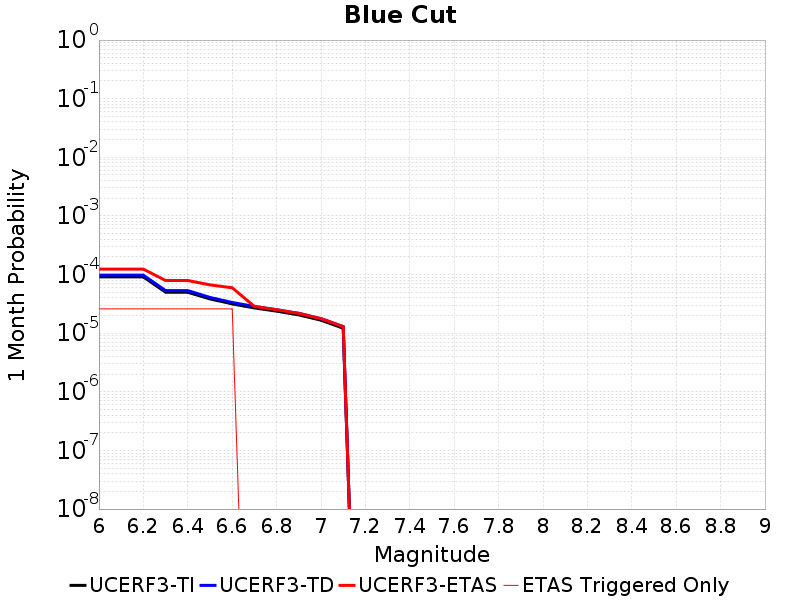 Blue Cut
10^0
10^-1
10^-2
10^-3
10^-4
10^-5
10^-6
10^-7
10^-8
1 Month Probability
6 6.2 6.4 6.6 6.8 7 7.2 7.4 7.6 7.8 8 8.2 8.4 8.6 8.8 9
Magnitude
UCERF3-TI UCERF3-TD UCERF3-ETAS ETAS Triggered Only